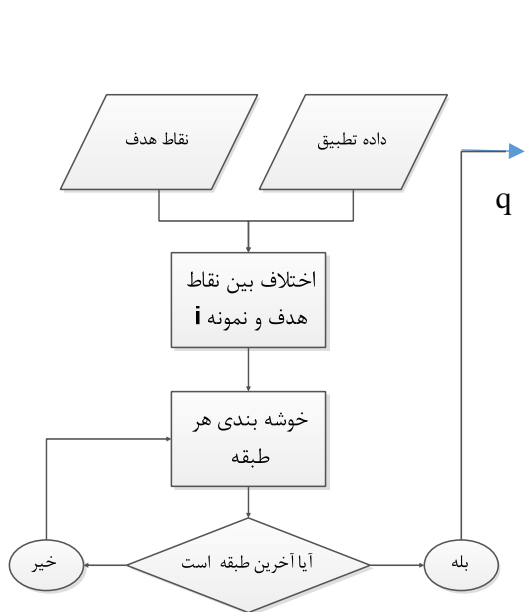 داده تطبیق
نقاط هدف
q
اختلاف بین نقاط
هدف و نمونه i
خوشه بندی هر
طبقه
آیا آخرین طبقه است
بله
خیر